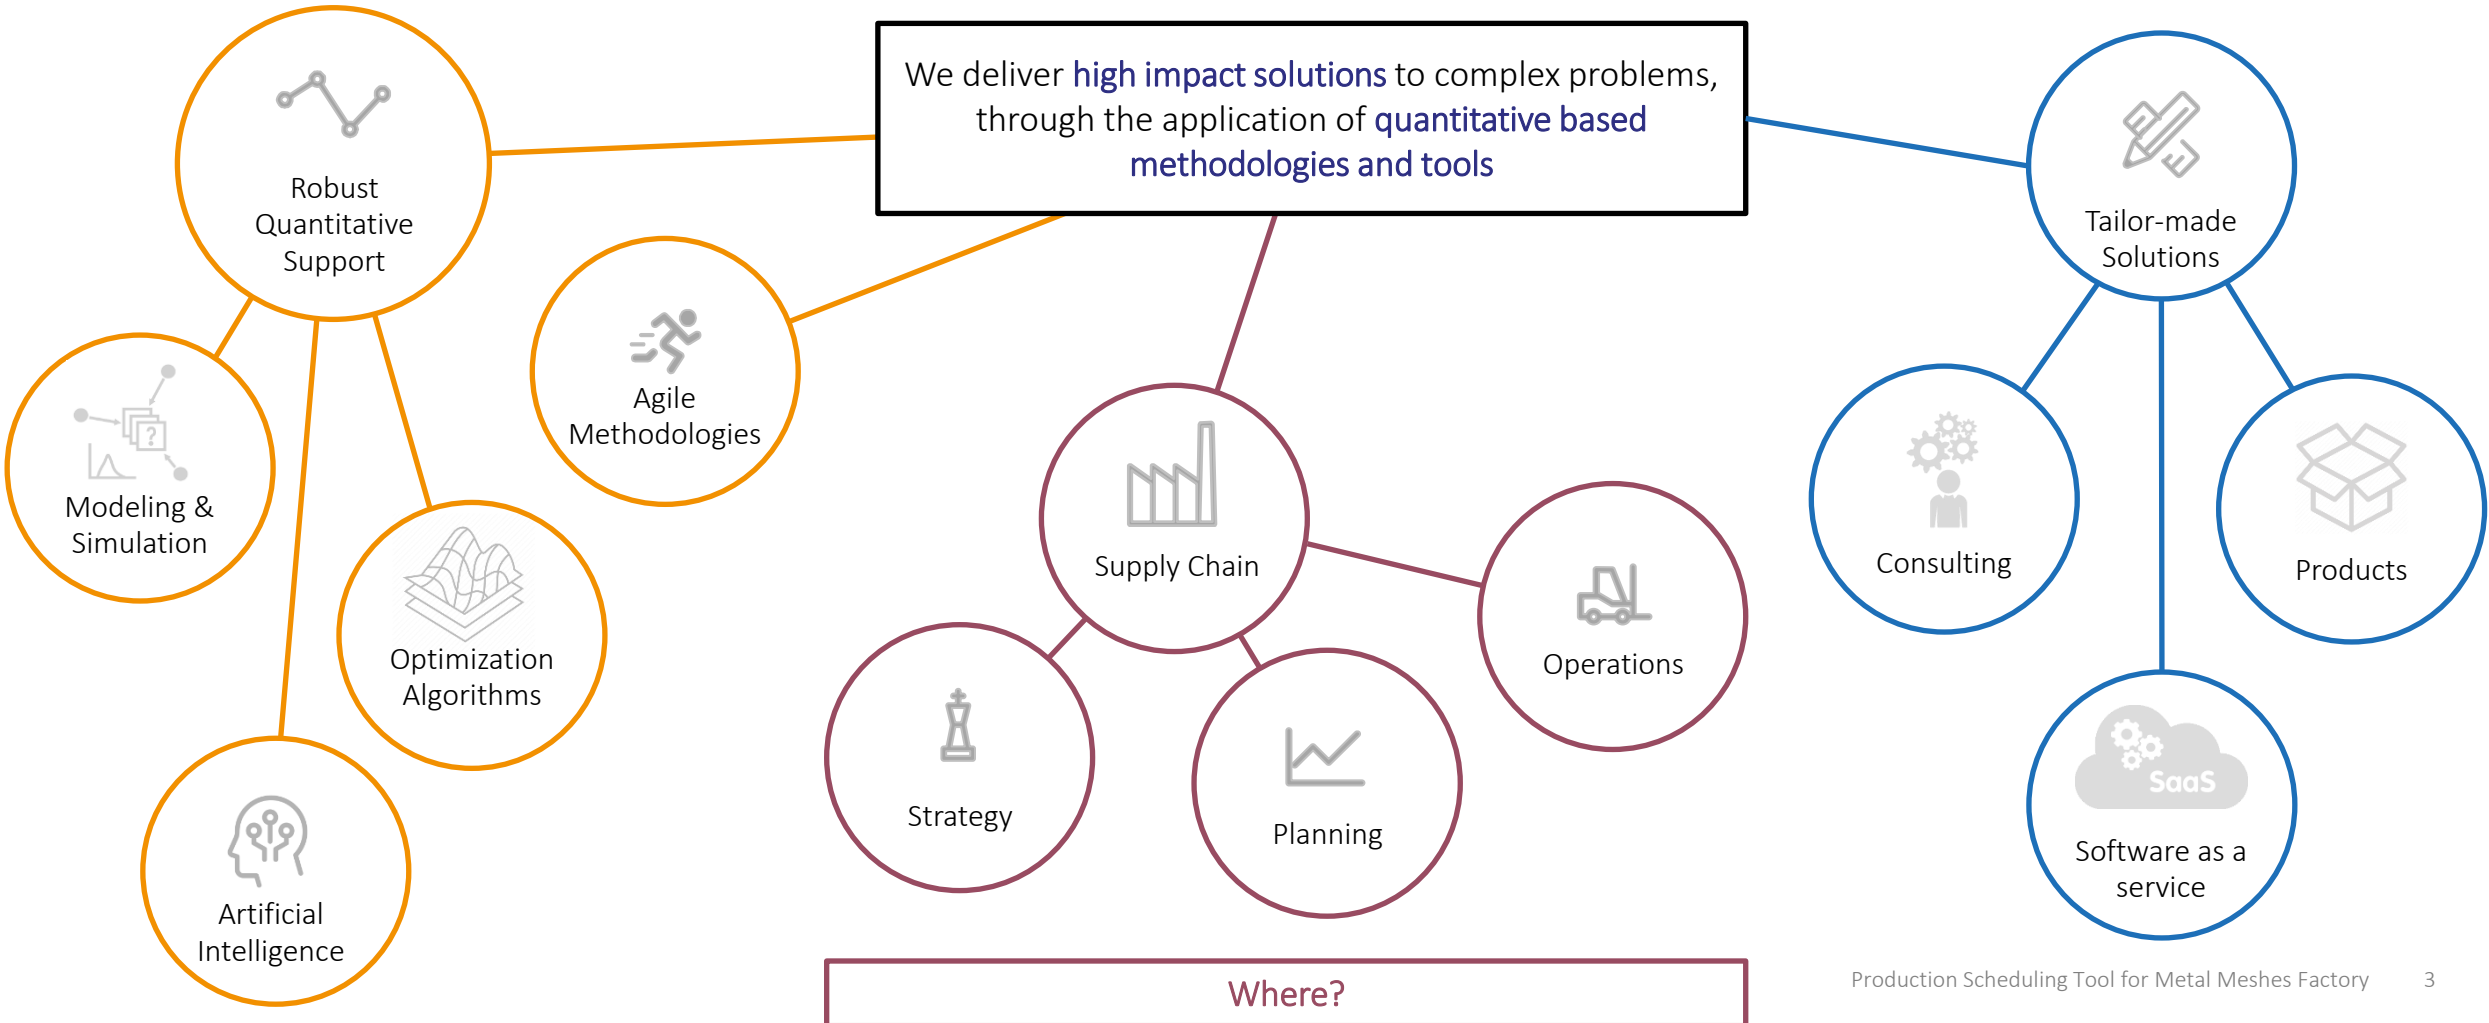 We deliver high impact solutions to complex problems,
through the application of quantitative based
methodologies and tools
Robust
Quantitative
Support
Tailor-made
Solutions
Agile
Methodologies
Modeling &
Simulation
?
Supply Chain
Consulting
Products
Optimization
Algorithms
Operations
Strategy
Planning
SaaS
Software as a
service
Artificial
Intelligence
Where?
Production Scheduling Tool for Metal Meshes Factory 3